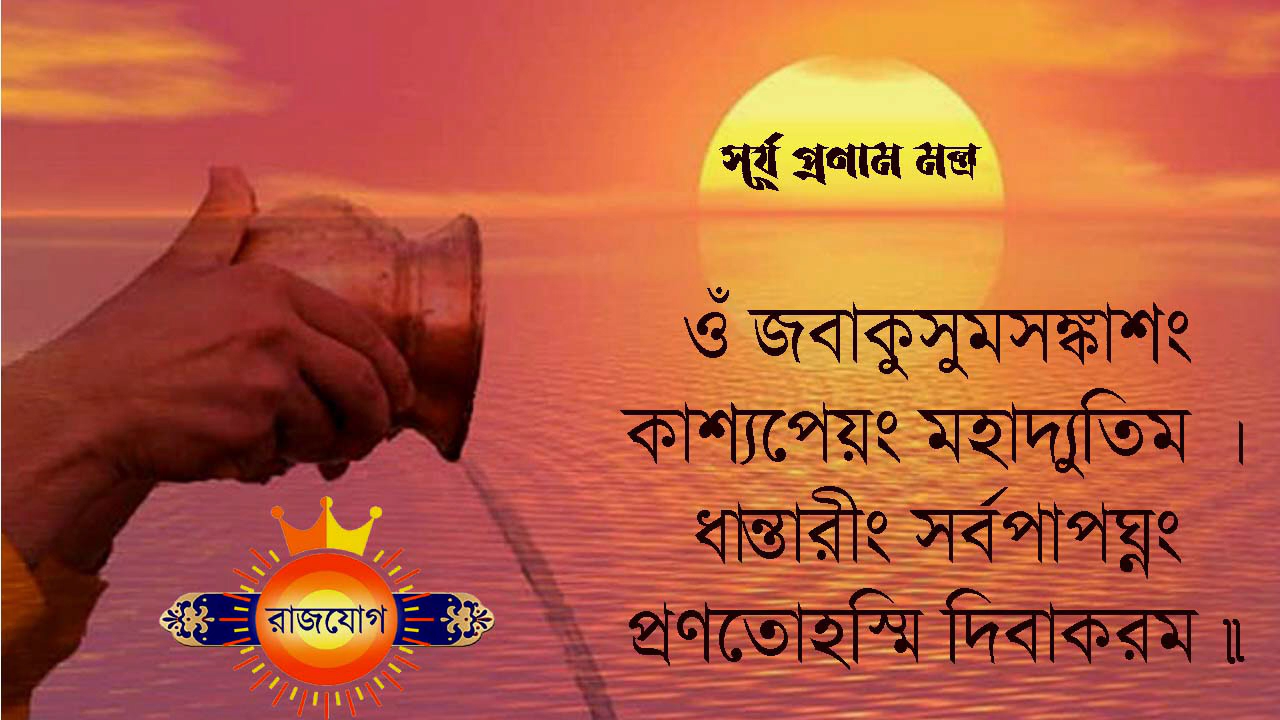 সূর্য প্রণাম মন্ত্র
ওঁ জবাকুসুমসঙ্কাশং
কাশ্যপেয়ং মহাদ্যুতিম ।
ধান্তারীং সর্বপাপঘ্নং
প্রণতোহস্মি দিবাকরম ॥
রাজযোগ